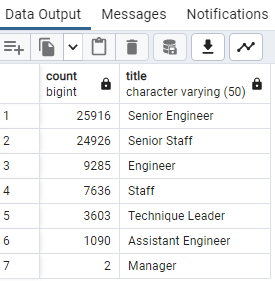 Data Output Messages Notifications
count title
bigint character varying (50)
1 25916 Senior Engineer
2 24926 Senior Staff
3 9285 Engineer
4 7636 Staff
5 3603 Technique Leader
6 1090 Assistant Engineer
7 2 Manager